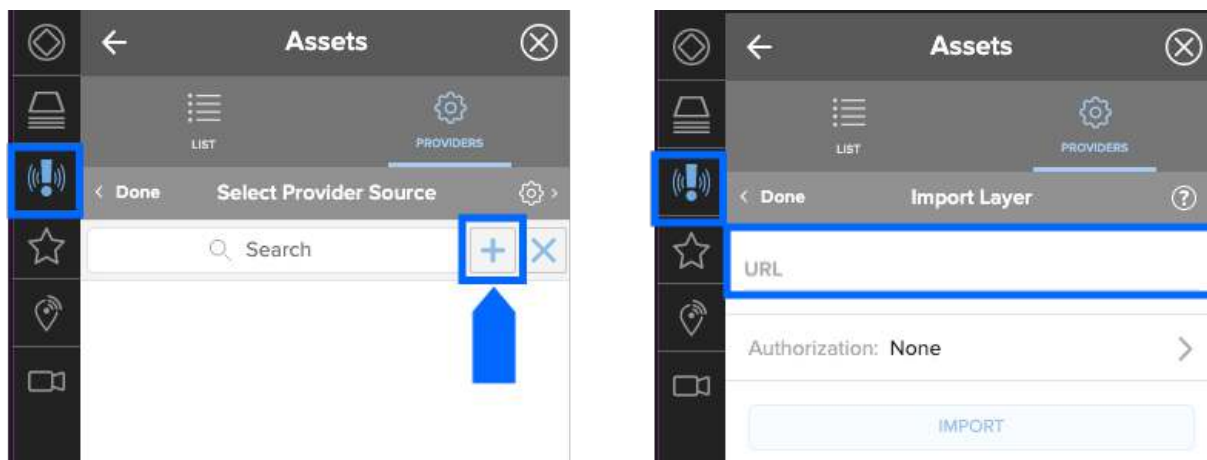 Assets
LIST
PROVIDERS
Done
Select Provider Source
Search
Assets
LIST
PROVIDERS
Done
Import Layer
URL
Authorization: None
IMPORT